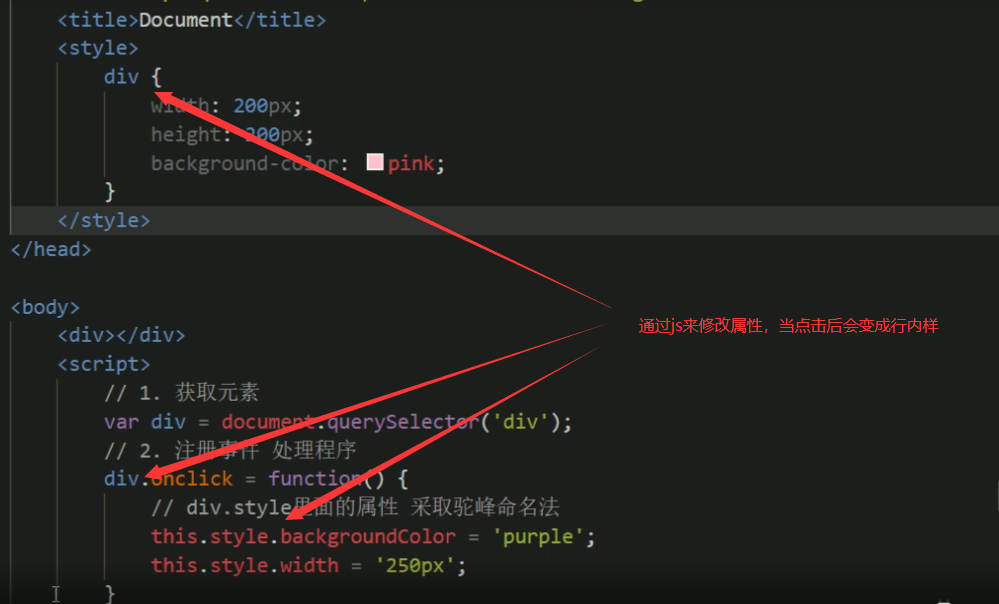 <title>Document</title>
<style>
div {
width: 200px;
height: 200px;
background-color: pink;
}
</style>
</head>
<body>
<div></div>
通过js来修改属性，当点击后会变成行内样
<script>
// 1. 获取元素
var div = document.querySelector('div');
// 2. 注册事件 处理程序
div.onclick = function() {
// div.style里面的属性 采取驼峰命名法
this.style.backgroundColor = 'purple';
this.style.width = '250px';
}